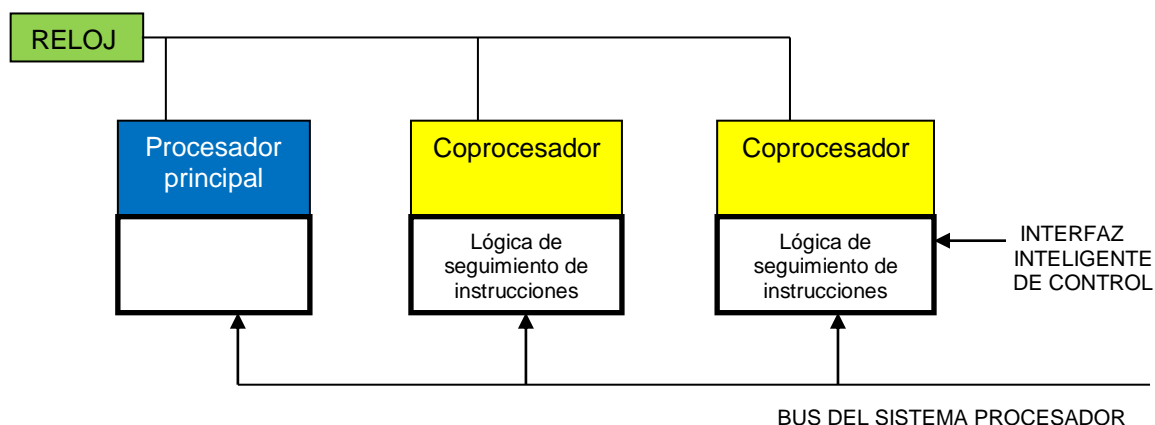 RELOJ
Procesador
principal
Coprocesador
Coprocesador
Lógica de
seguimiento de
instrucciones
Lógica de
seguimiento de
instrucciones
INTERFAZ
INTELIGENTE
DE CONTROL
BUS DEL SISTEMA PROCESADOR